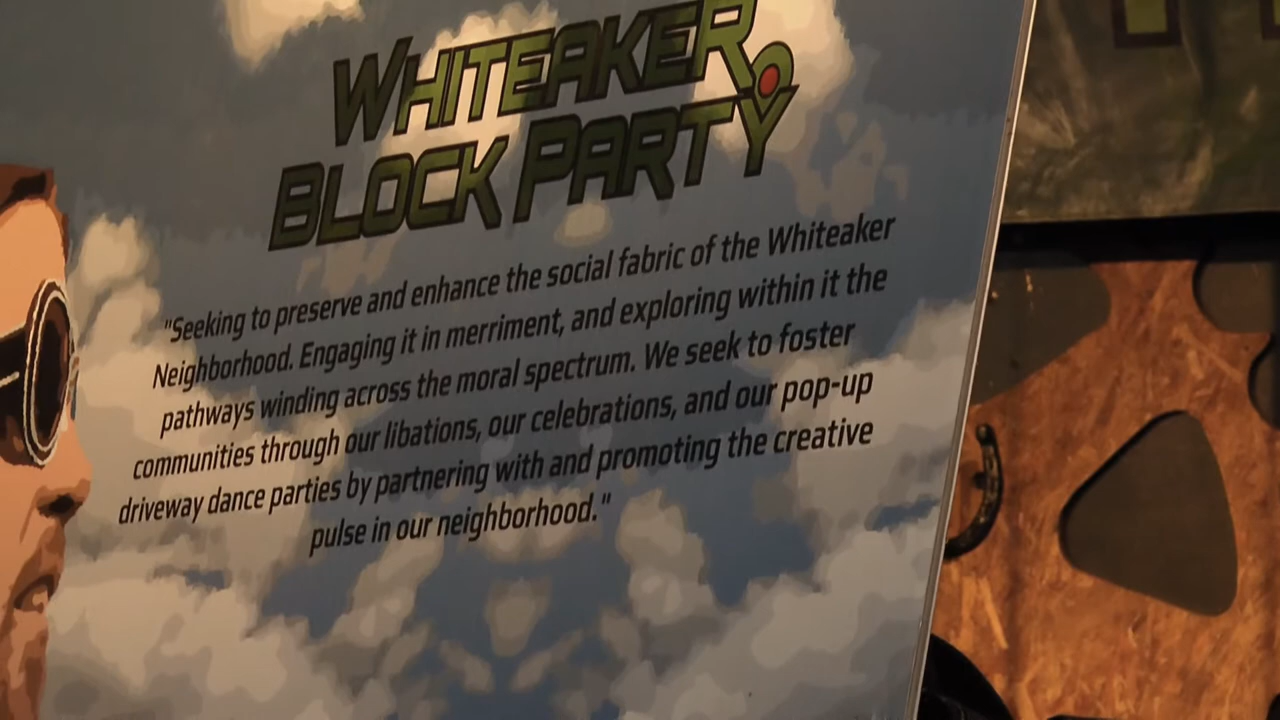 WHITEAKER
BLOCK PARTY
"Seeking to preserve and enhance the social fabric of the Whiteaker
Neighborhood. Engaging it in merriment, and exploring within it the
pathways winding across the moral spectrum. We seek to foster
communities through our libations, our celebrations, and our pop-up
driveway dance parties by partnering with and promoting the creative
pulse in our neighborhood."